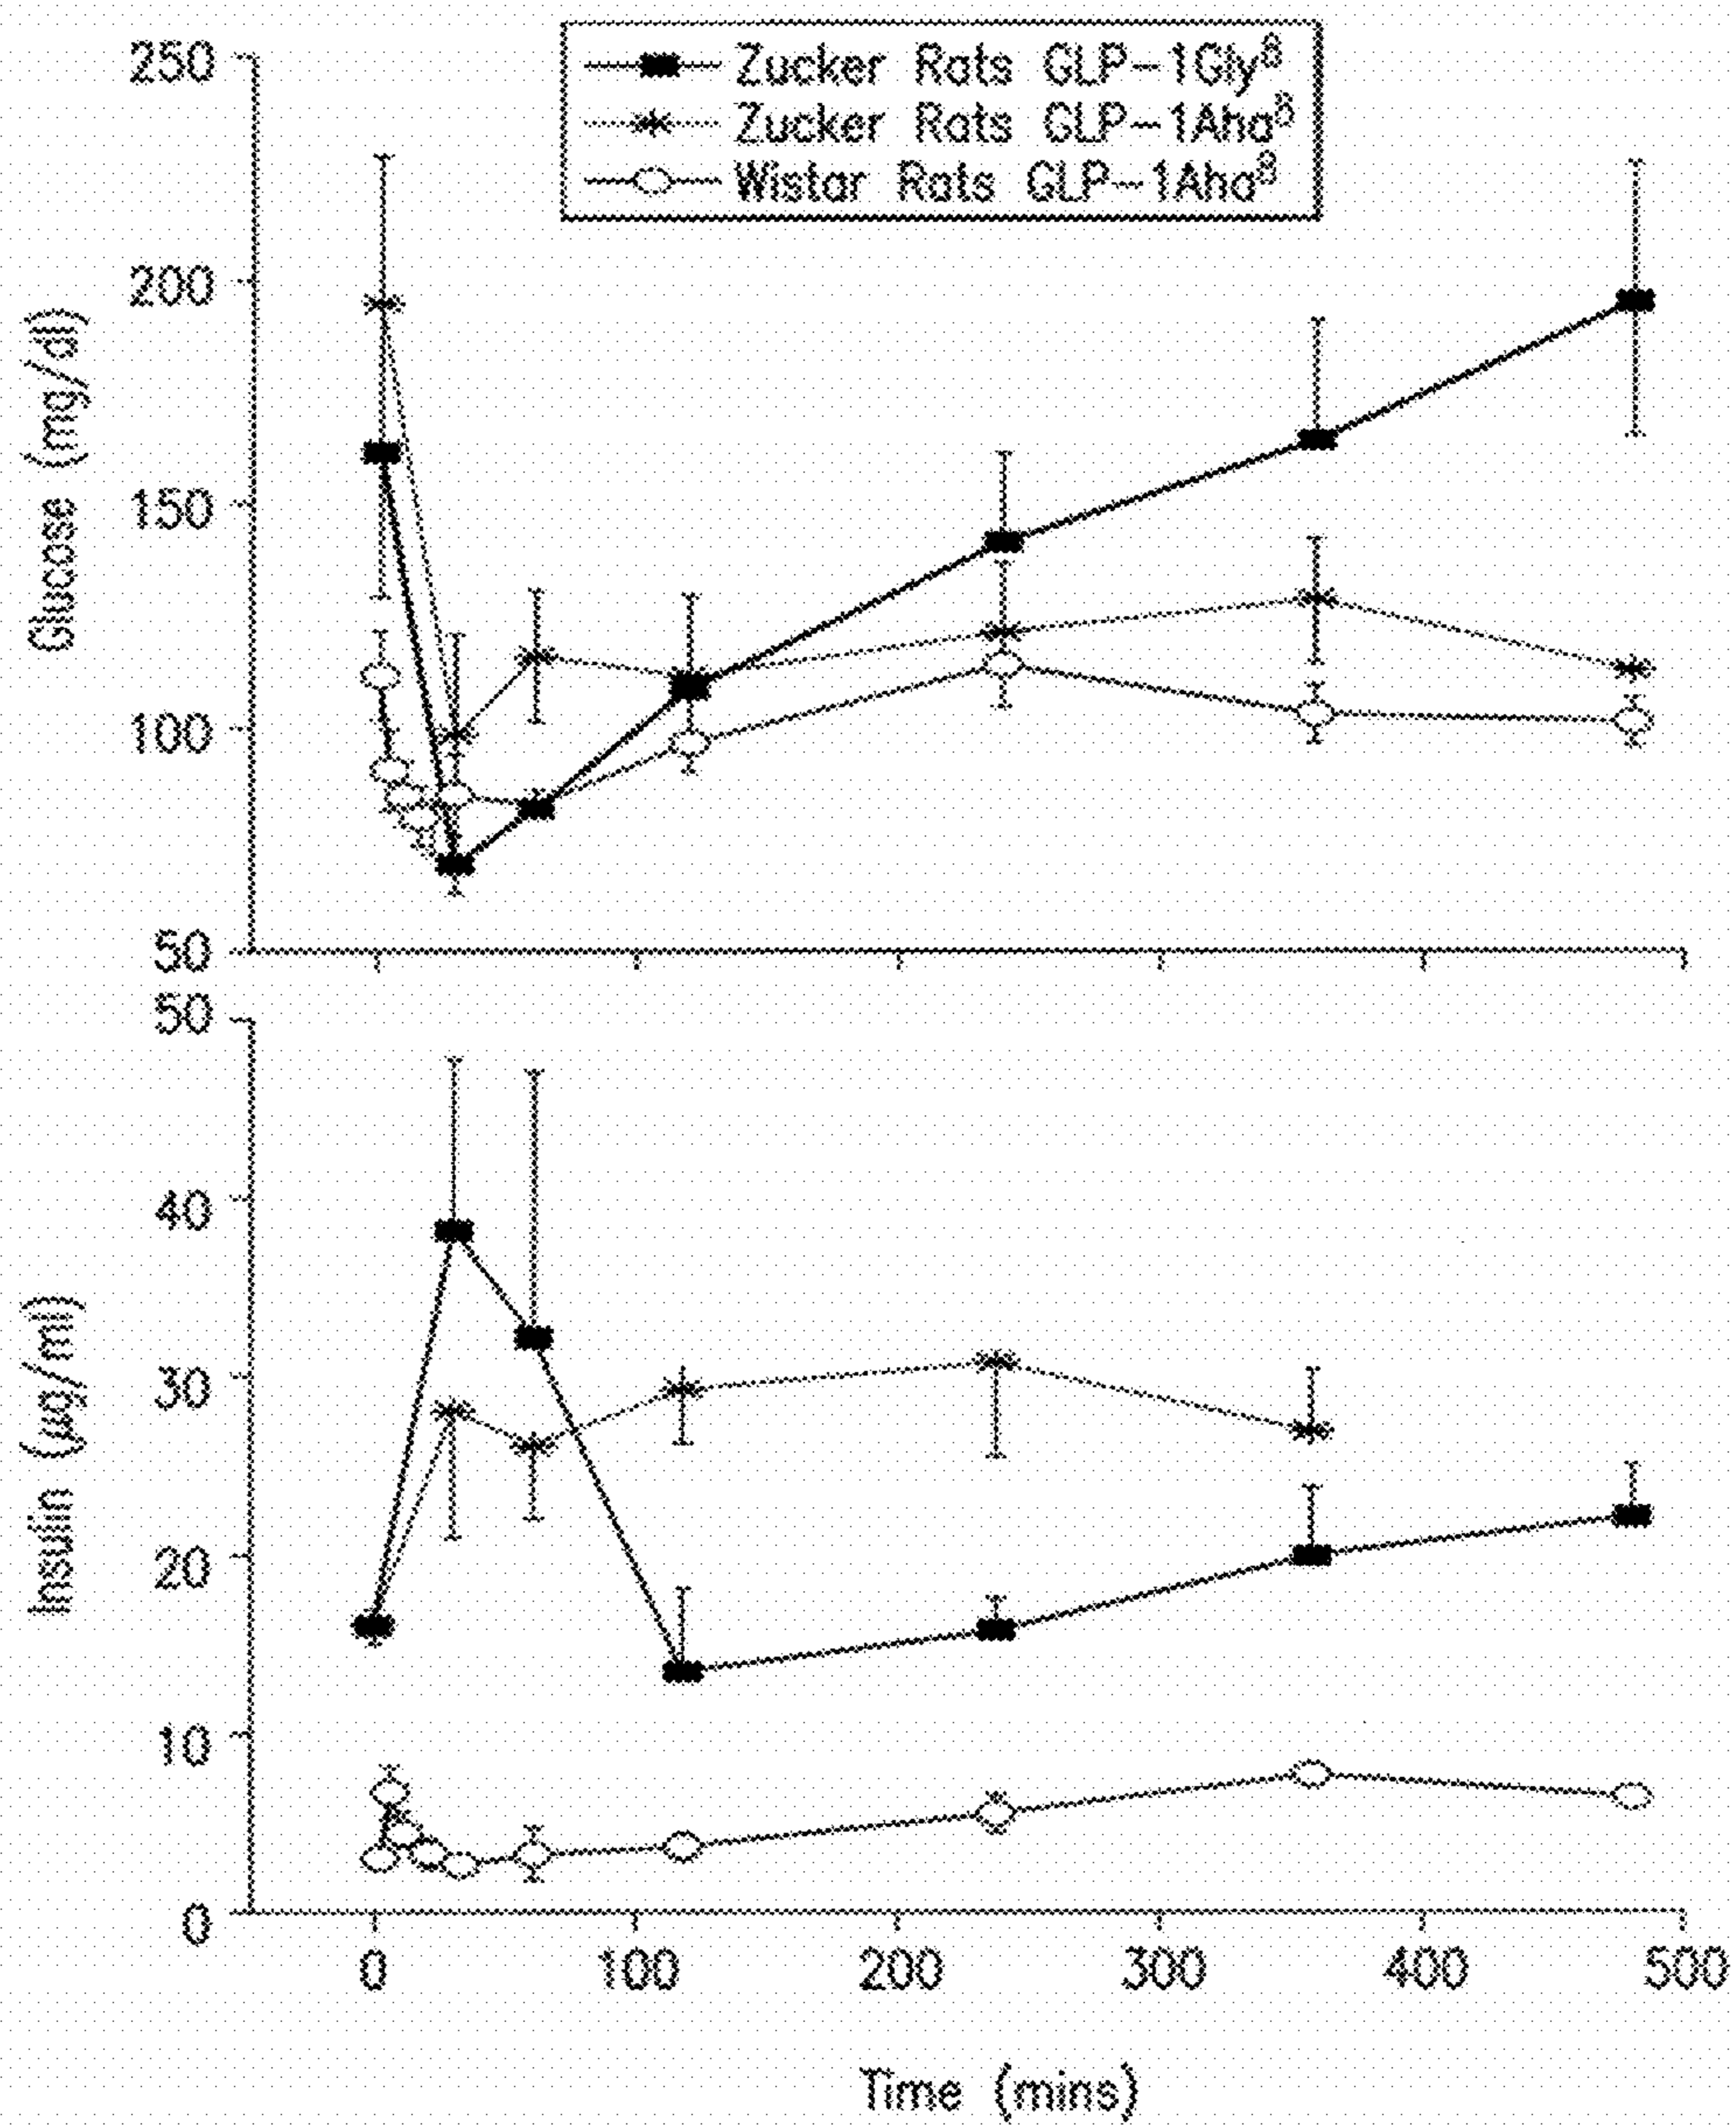 Zucker Rats GLP-1Gly⁸
Zucker Rats GLP-1Aha⁸
Wistar Rats GLP-1Aha⁸
250
200
150
100
50
Glucose (mg/dl)
50
40
30
20
10
0
Insulin (µg/ml)
0 100 200 300 400 500
Time (mins)